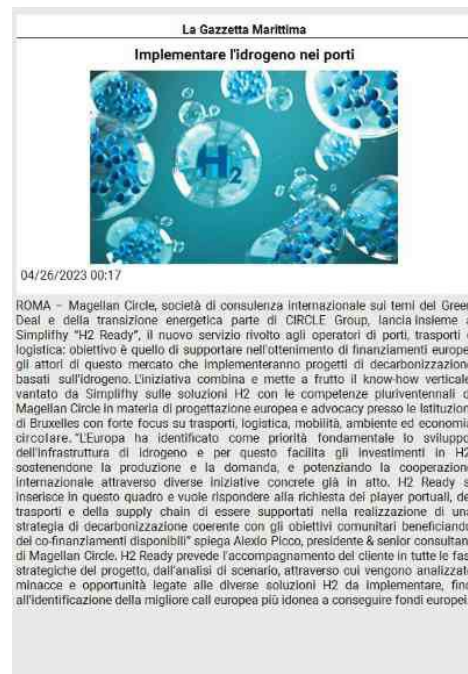 La Gazzetta Marittima
Implementare l'idrogeno nei porti
H2
04/26/2023 00:17
ROMA – Magellan Circle, società di consulenza internazionale sui temi del Green
Deal e della transizione energetica parte di CIRCLE Group, lancia insieme a
Simplifhy “H2 Ready”, il nuovo servizio rivolto agli operatori di porti, trasporti e
logistica: obiettivo è quello di supportare nell'ottenimento di finanziamenti europei
gli attori di questo mercato che implementeranno progetti di decarbonizzazione
basati sull'idrogeno. L'iniziativa combina e mette a frutto il know-how verticale
vantato da Simplifhy sulle soluzioni H2 con le competenze pluriventennali di
Magellan Circle in materia di progettazione europea e advocacy presso le Istituzioni
di Bruxelles con forte focus su trasporti, logistica, mobilità, ambiente ed economia
circolare. “L'Europa ha identificato come priorità fondamentale lo sviluppo
dell'infrastruttura di idrogeno e per questo facilita gli investimenti in H2,
sostenendone la produzione e la domanda, e potenziando la cooperazione
internazionale attraverso diverse iniziative concrete già in atto. H2 Ready si
inserisce in questo quadro e vuole rispondere alla richiesta dei player portuali, dei
trasporti e della supply chain di essere supportati nella realizzazione di una
strategia di decarbonizzazione coerente con gli obiettivi comunitari beneficiando
dei co-finanziamenti disponibili” spiega Alexio Picco, presidente & senior consultant
di Magellan Circle. H2 Ready prevede l'accompagnamento del cliente in tutte le fasi
strategiche del progetto, dall'analisi di scenario, attraverso cui vengono analizzate
minacce e opportunità legate alle diverse soluzioni H2 da implementare, fino
all'identificazione della migliore call europea più idonea a conseguire fondi europei.